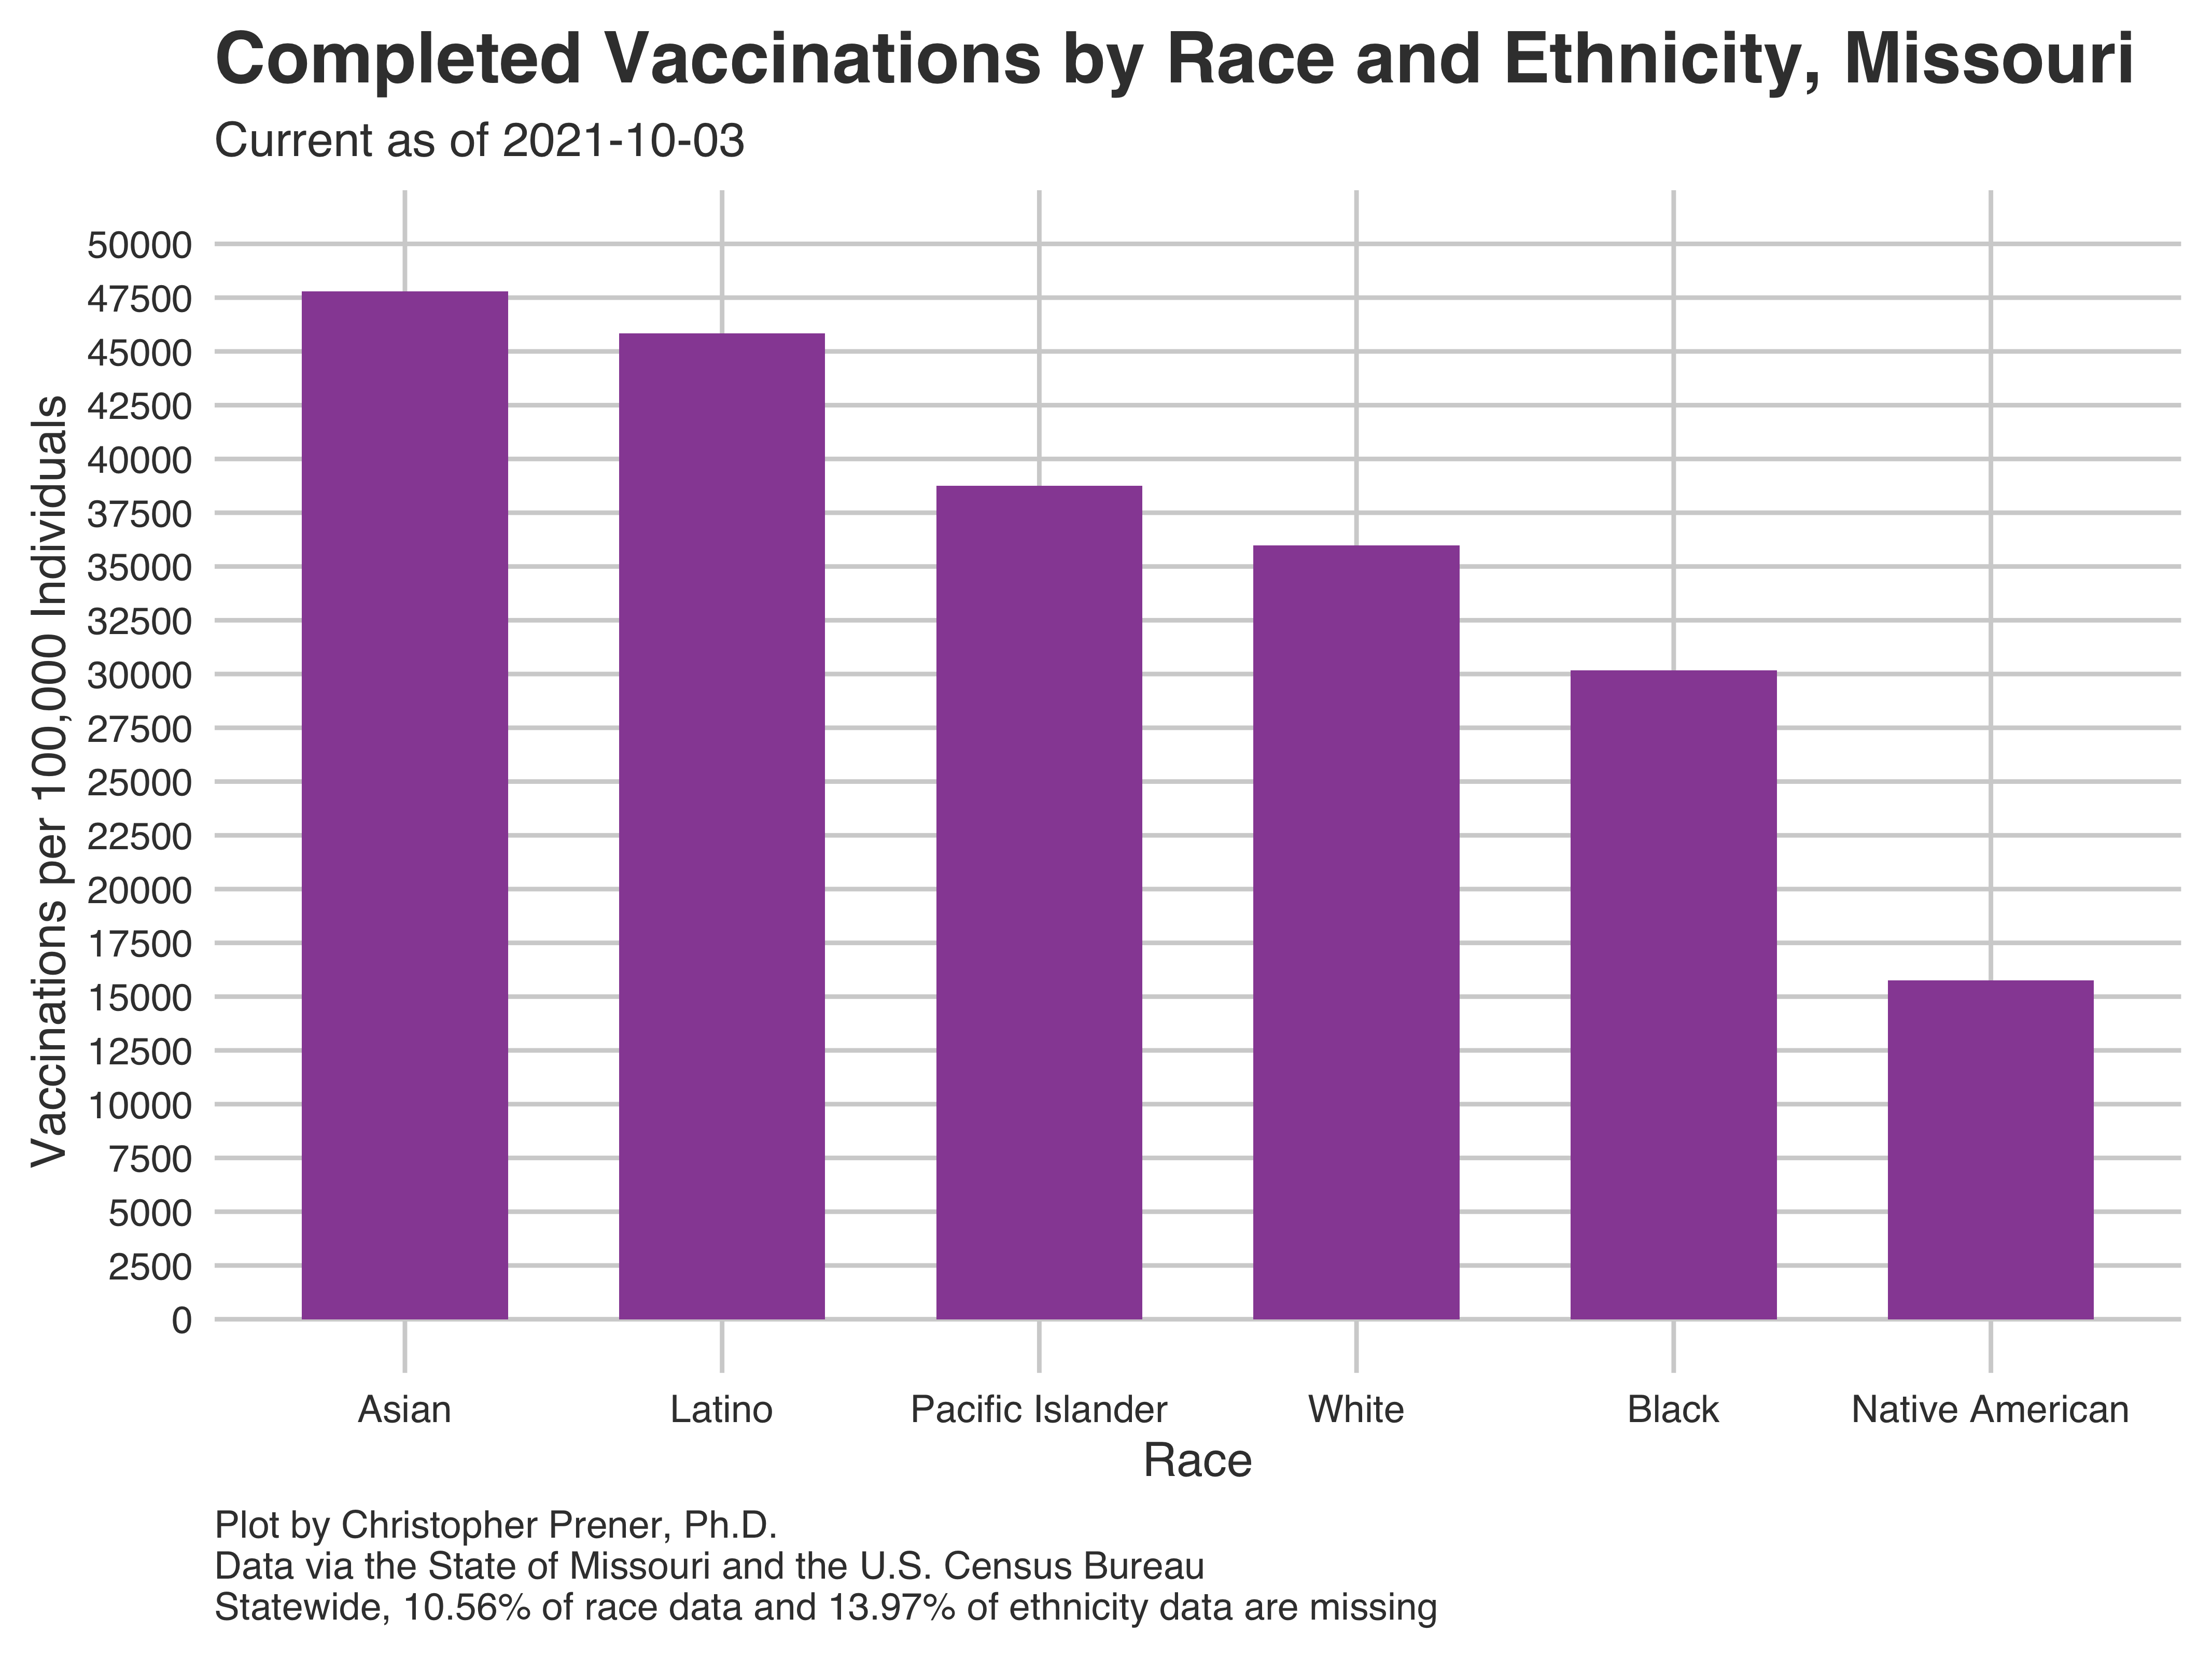 Completed Vaccinations by Race and Ethnicity, Missouri
Current as of 2021-10-03
Vaccinations per 100,000 Individuals
50000
47500
45000
42500
40000
37500
35000
32500
30000
27500
25000
22500
20000
17500
15000
12500
10000
7500
5000
2500
0
Asian Latino Pacific Islander White Black Native American
Race
Plot by Christopher Prener, Ph.D.
Data via the State of Missouri and the U.S. Census Bureau
Statewide, 10.56% of race data and 13.97% of ethnicity data are missing